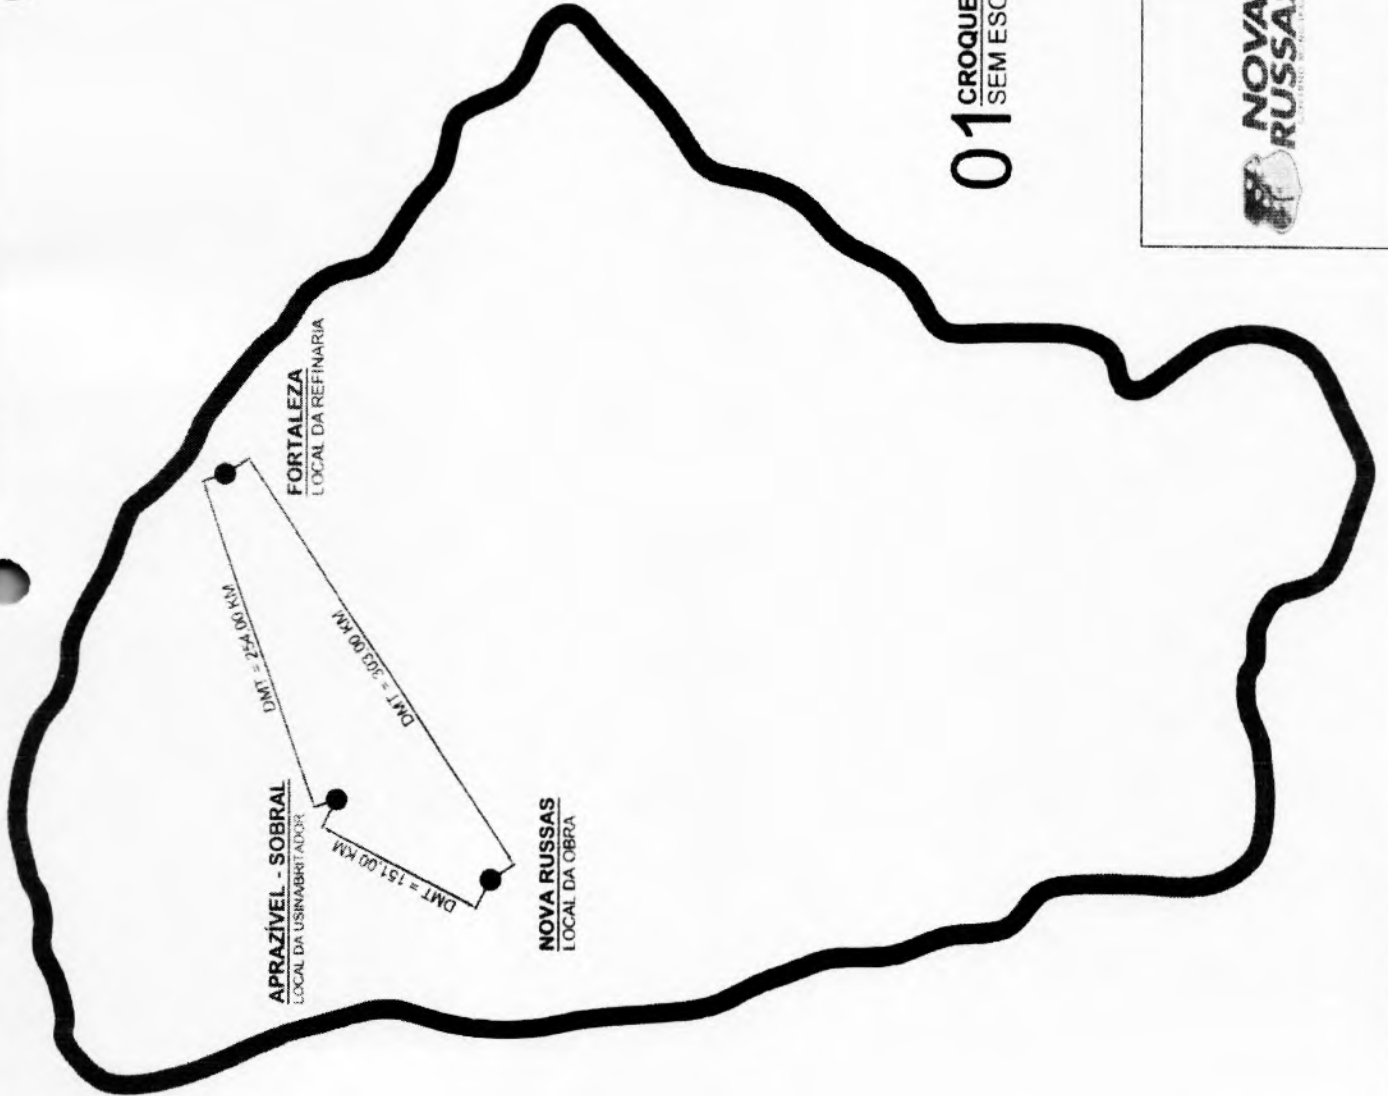 FORTALEZA
LOCAL DA REFINARIA
DMT = 254.00 KM
DMT = 303.00 KM
APRAZÍVEL - SOBRAL
LOCAL DA USINA/BRITADOR
DMT = 151,00 KM
NOVA RUSSAS
LOCAL DA OBRA
01
CROQUE
SEM ESC
NOVA
RUSSA